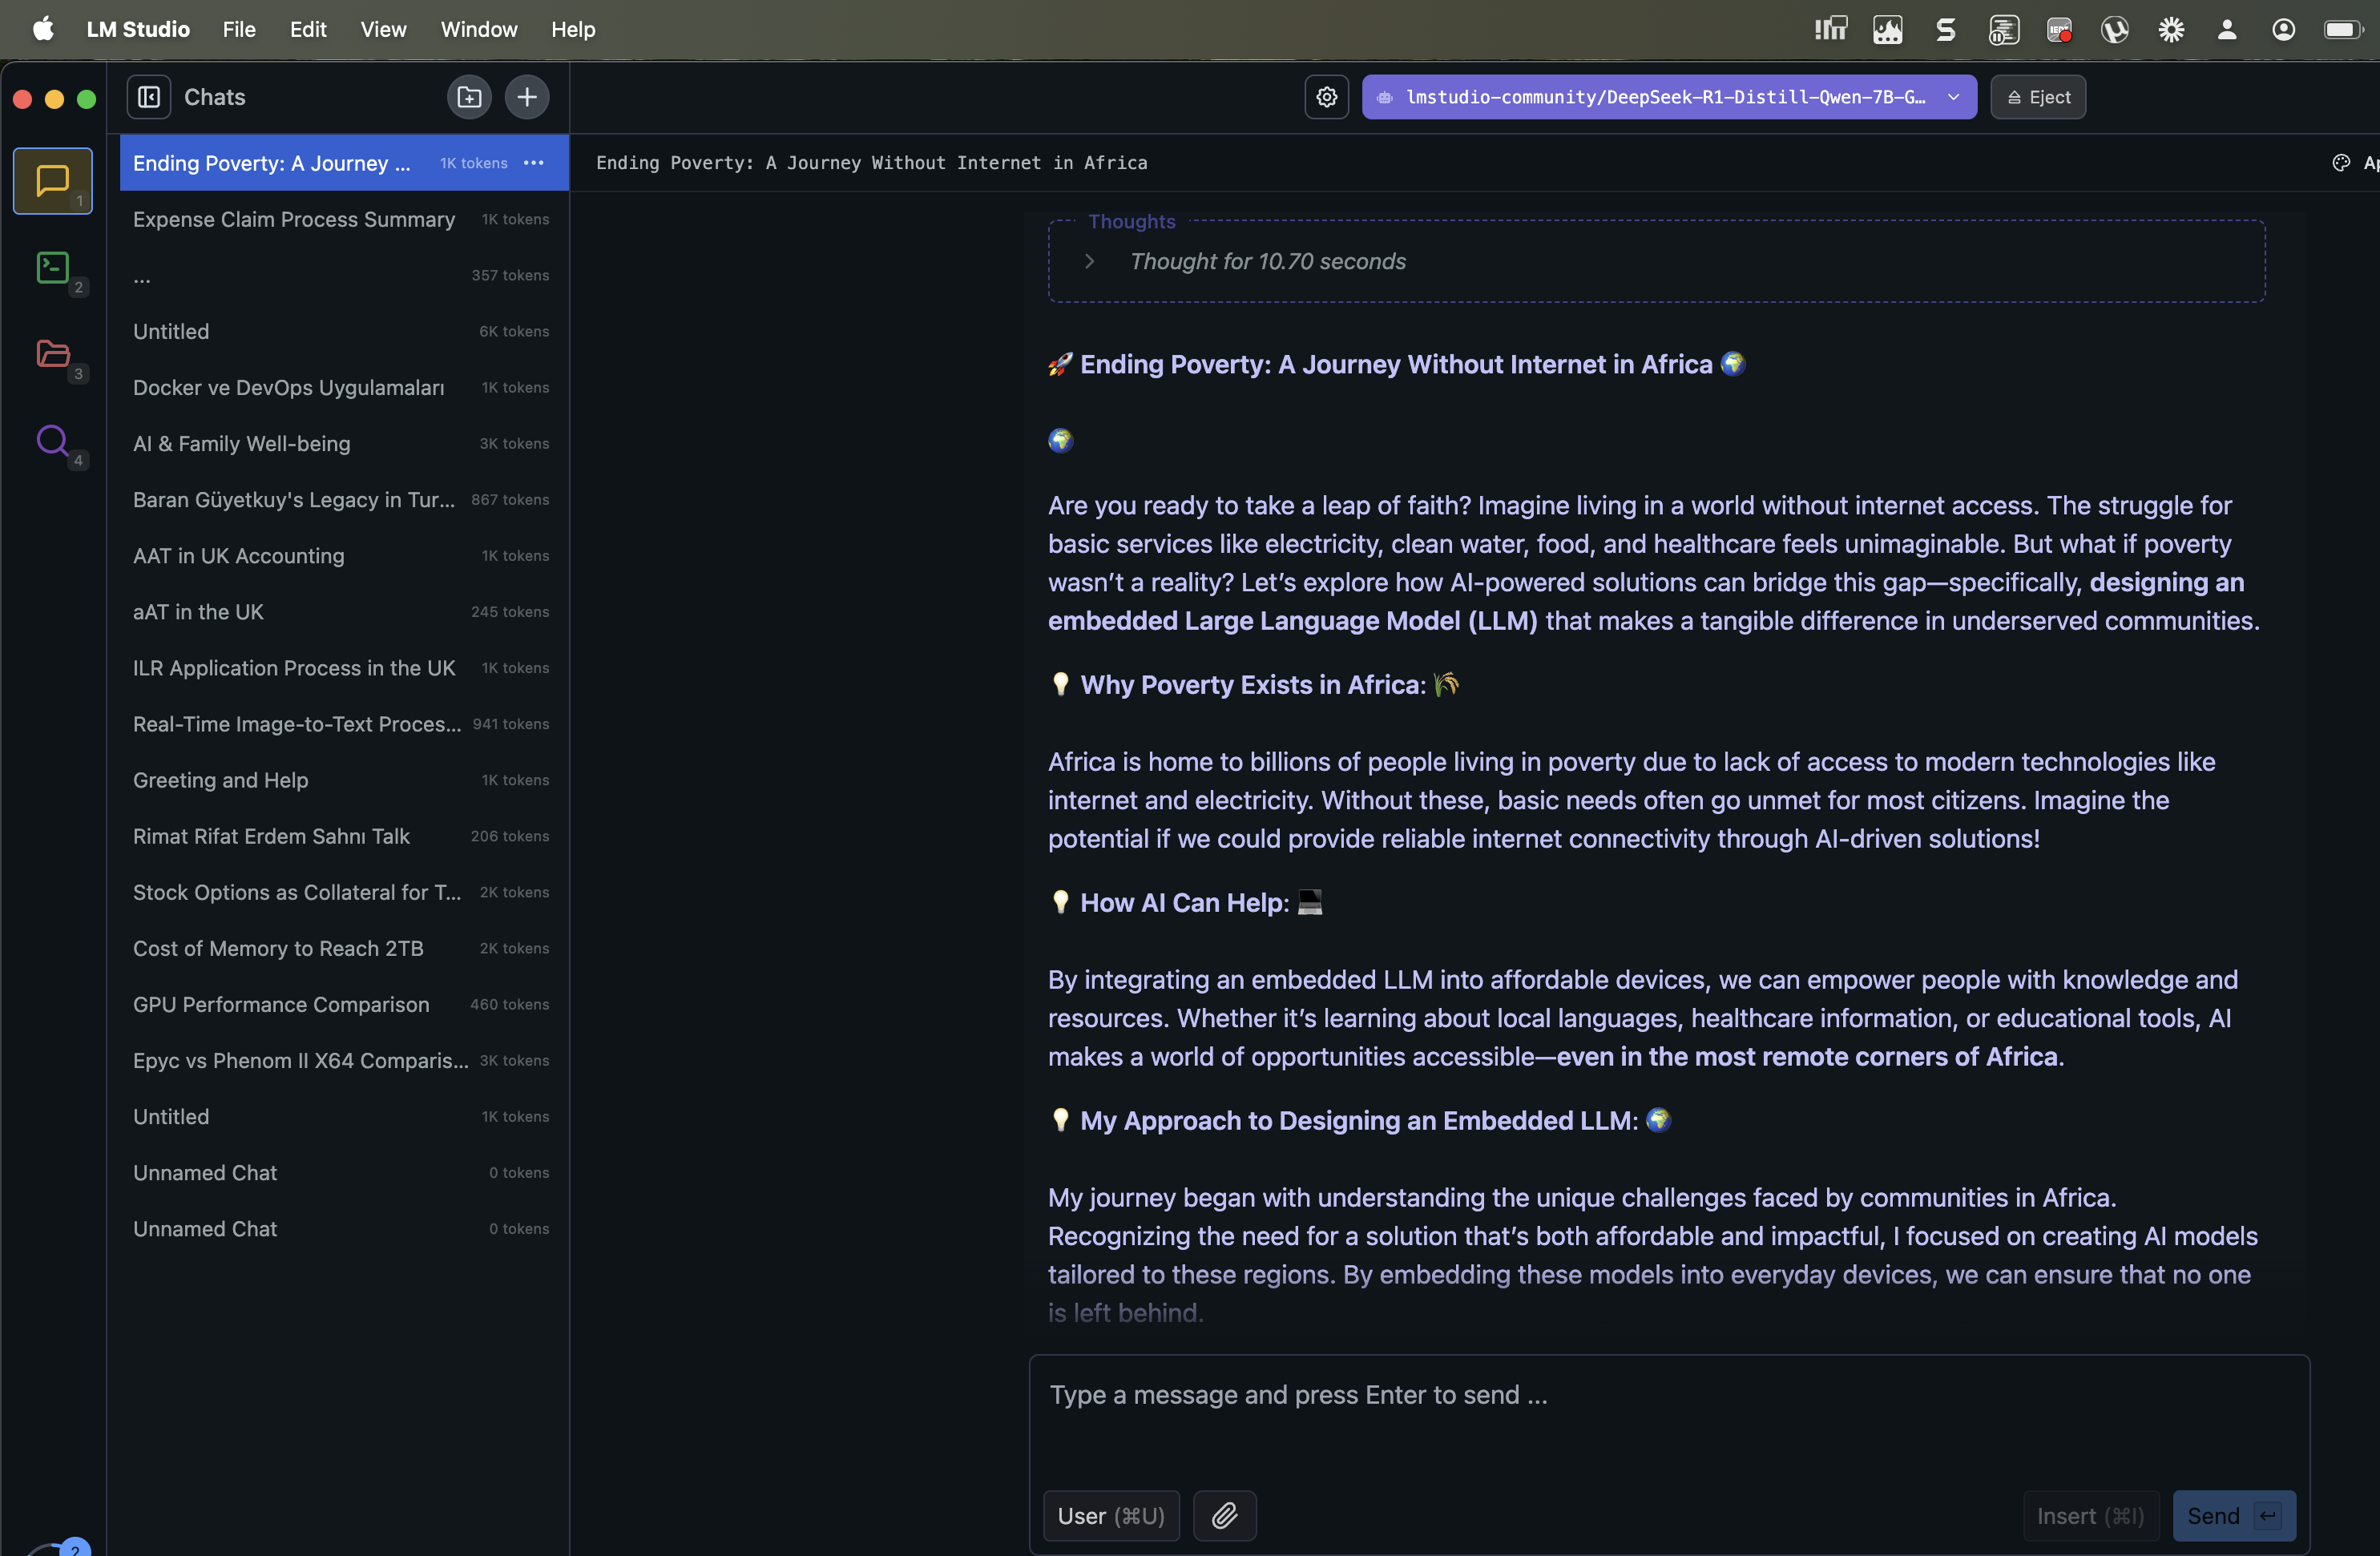 LM Studio File Edit View Window Help
Chats
lmstudio-community/DeepSeek-R1-Distill-Qwen-7B-G... Eject
1
2
3
4
2
Ending Poverty: A Journey ... 1K tokens
Expense Claim Process Summary 1K tokens
... 357 tokens
Untitled 6K tokens
Docker ve DevOps Uygulamaları 1K tokens
AI & Family Well-being 3K tokens
Baran Güyetkuy's Legacy in Tur... 867 tokens
AAT in UK Accounting 1K tokens
aAT in the UK 245 tokens
ILR Application Process in the UK 1K tokens
Real-Time Image-to-Text Proces... 941 tokens
Greeting and Help 1K tokens
Rimat Rifat Erdem Sahnı Talk 206 tokens
Stock Options as Collateral for T... 2K tokens
Cost of Memory to Reach 2TB 2K tokens
GPU Performance Comparison 460 tokens
Epyc vs Phenom II X64 Comparis... 3K tokens
Untitled 1K tokens
Unnamed Chat 0 tokens
Unnamed Chat 0 tokens
Ending Poverty: A Journey Without Internet in Africa
Thoughts
Thought for 10.70 seconds
🚀 Ending Poverty: A Journey Without Internet in Africa 🌍
🌍
Are you ready to take a leap of faith? Imagine living in a world without internet access. The struggle for
basic services like electricity, clean water, food, and healthcare feels unimaginable. But what if poverty
wasn’t a reality? Let’s explore how AI-powered solutions can bridge this gap—specifically, designing an
embedded Large Language Model (LLM) that makes a tangible difference in underserved communities.
💡 Why Poverty Exists in Africa: 🌾
Africa is home to billions of people living in poverty due to lack of access to modern technologies like
internet and electricity. Without these, basic needs often go unmet for most citizens. Imagine the
potential if we could provide reliable internet connectivity through AI-driven solutions!
💡 How AI Can Help: 💻
By integrating an embedded LLM into affordable devices, we can empower people with knowledge and
resources. Whether it’s learning about local languages, healthcare information, or educational tools, AI
makes a world of opportunities accessible—even in the most remote corners of Africa.
💡 My Approach to Designing an Embedded LLM: 🌍
My journey began with understanding the unique challenges faced by communities in Africa.
Recognizing the need for a solution that’s both affordable and impactful, I focused on creating AI models
tailored to these regions. By embedding these models into everyday devices, we can ensure that no one
is left behind.
Type a message and press Enter to send ...
User (⌘U) Insert (⌘I) Send ↵